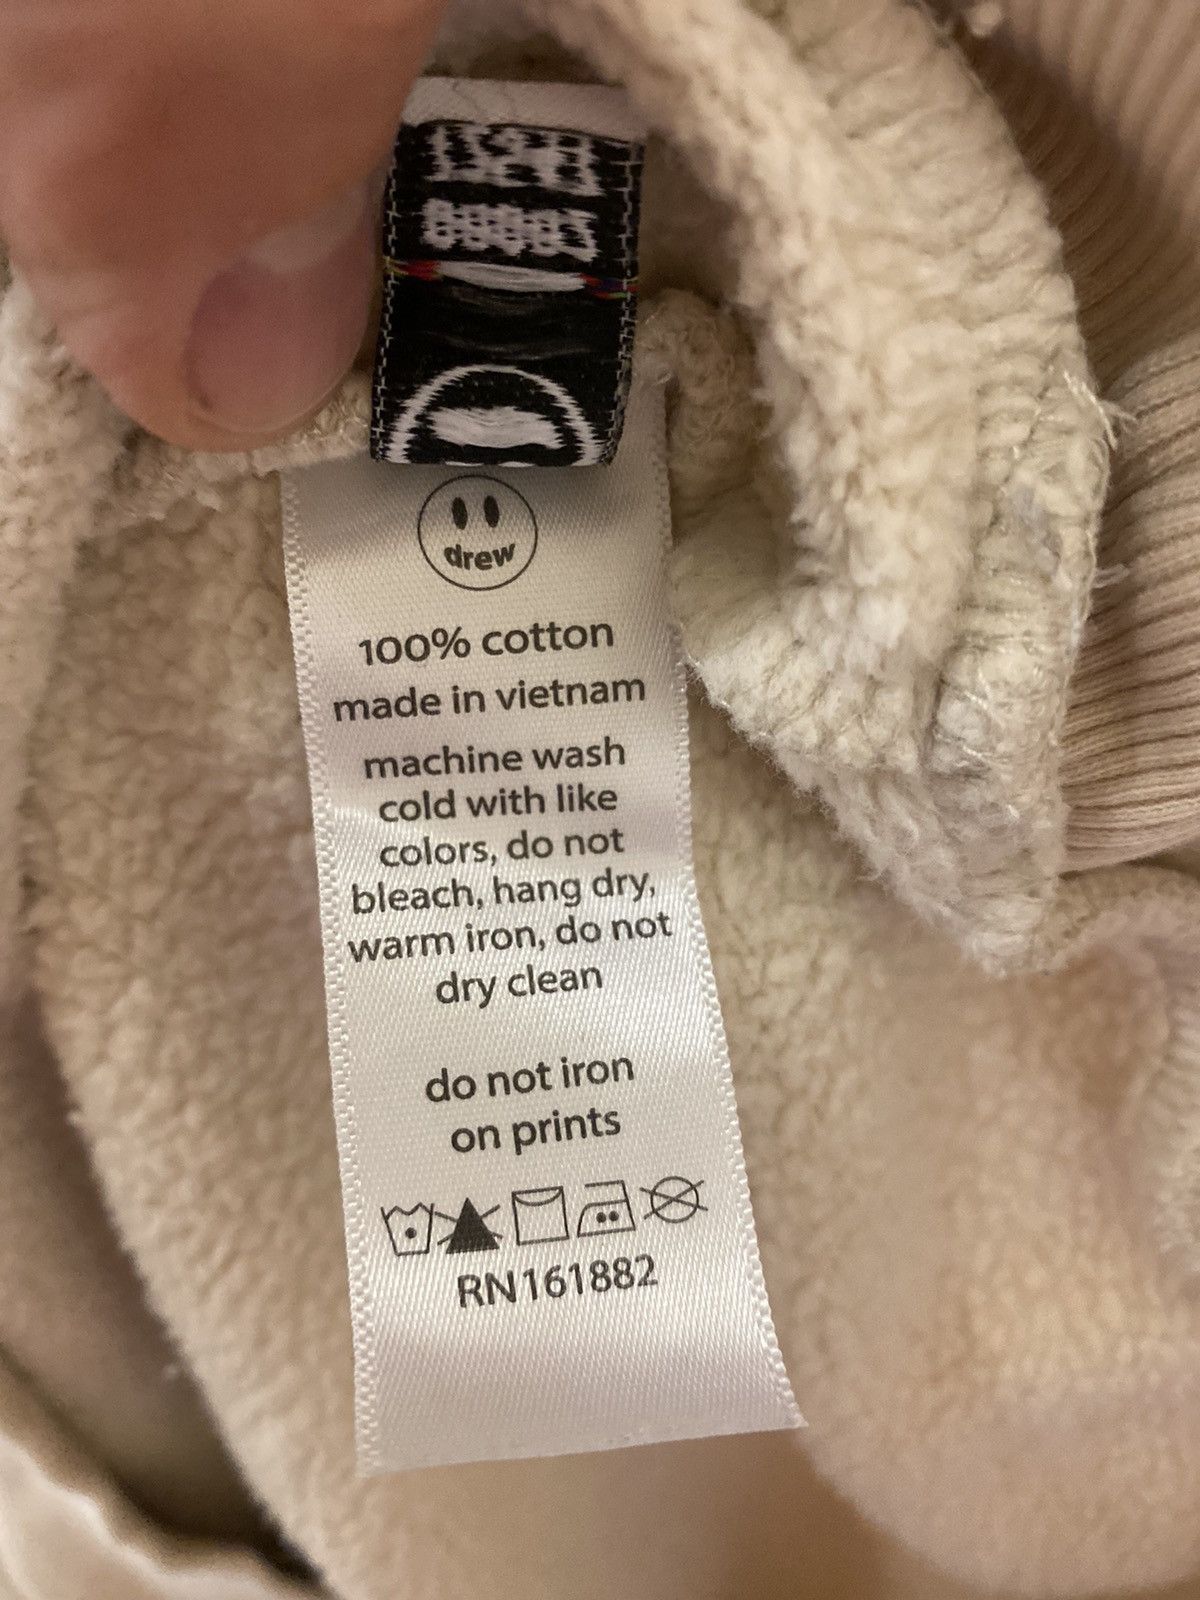 drew
100% cotton
made in vietnam
machine wash
cold with like
colors, do not
bleach, hang dry,
warm iron, do not
dry clean
do not iron
on prints
RN161882